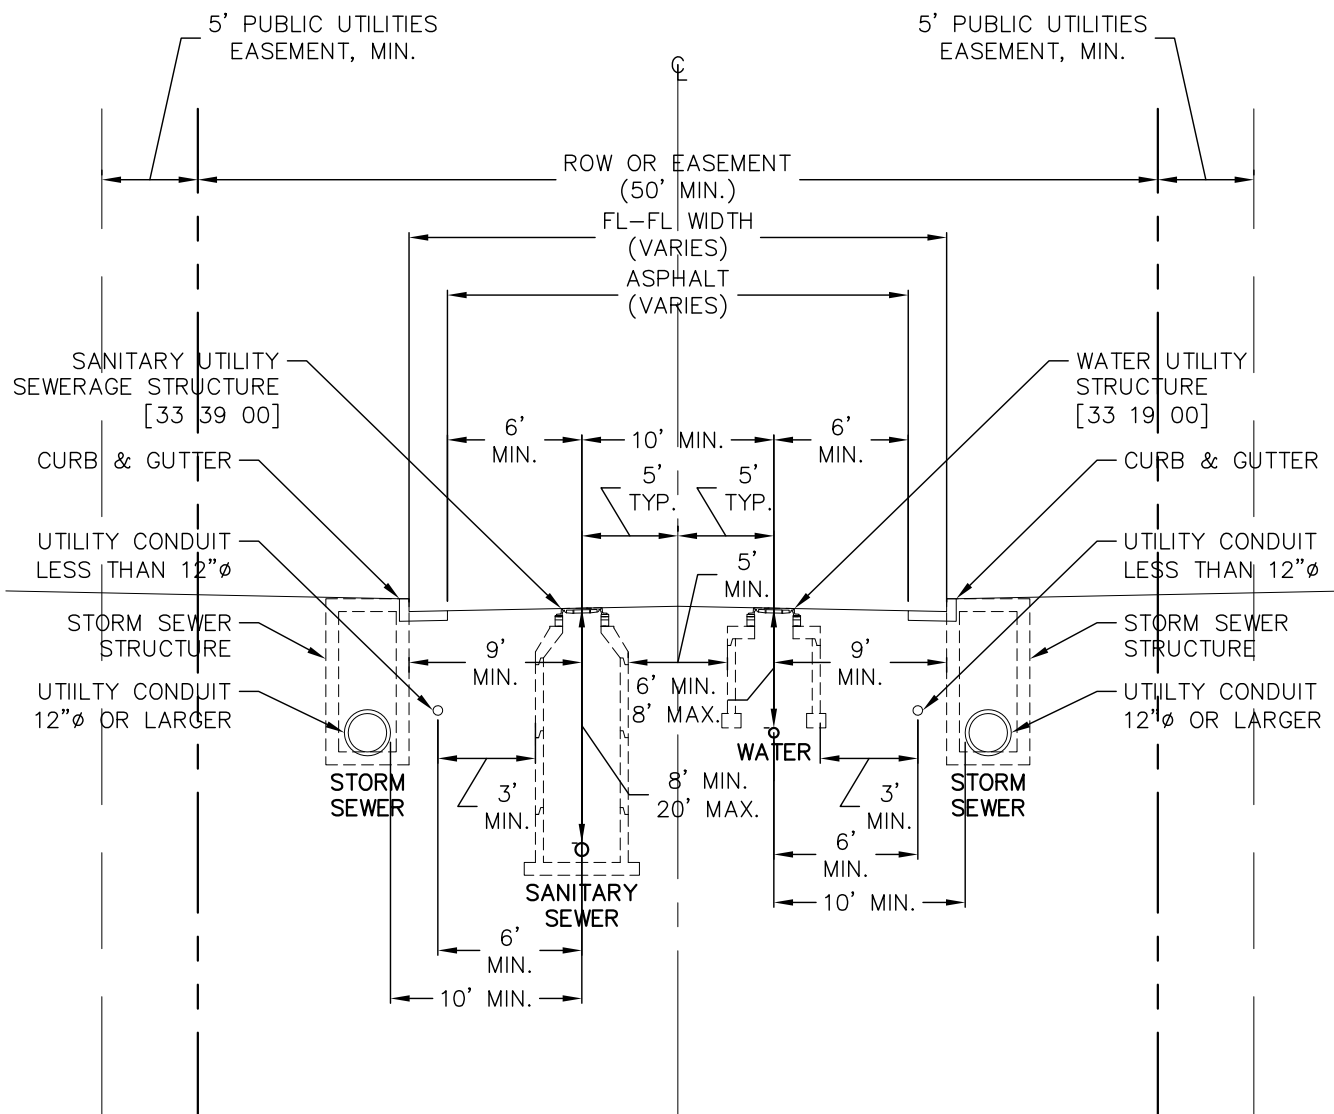 5' PUBLIC UTILITIES
EASEMENT, MIN.
5' PUBLIC UTILITIES
EASEMENT, MIN.
℄
ROW OR EASEMENT
(50' MIN.)
FL-FL WIDTH
(VARIES)
ASPHALT
(VARIES)
SANITARY UTILITY
SEWERAGE STRUCTURE
[33 39 00]
WATER UTILITY
STRUCTURE
[33 19 00]
6'
MIN.
10' MIN.
6'
MIN.
CURB & GUTTER
CURB & GUTTER
5'
TYP.
5'
TYP.
UTILITY CONDUIT
LESS THAN 12"ø
UTILITY CONDUIT
LESS THAN 12"ø
5'
MIN.
STORM SEWER
STRUCTURE
STORM SEWER
STRUCTURE
9'
MIN.
9'
MIN.
6' MIN.
8' MAX.
UTIILTY CONDUIT
12"ø OR LARGER
UTILTY CONDUIT
12"ø OR LARGER
WATER
STORM
SEWER
STORM
SEWER
3'
MIN.
8' MIN.
20' MAX.
3'
MIN.
6'
MIN.
SANITARY
SEWER
10' MIN.
6'
MIN.
10' MIN.